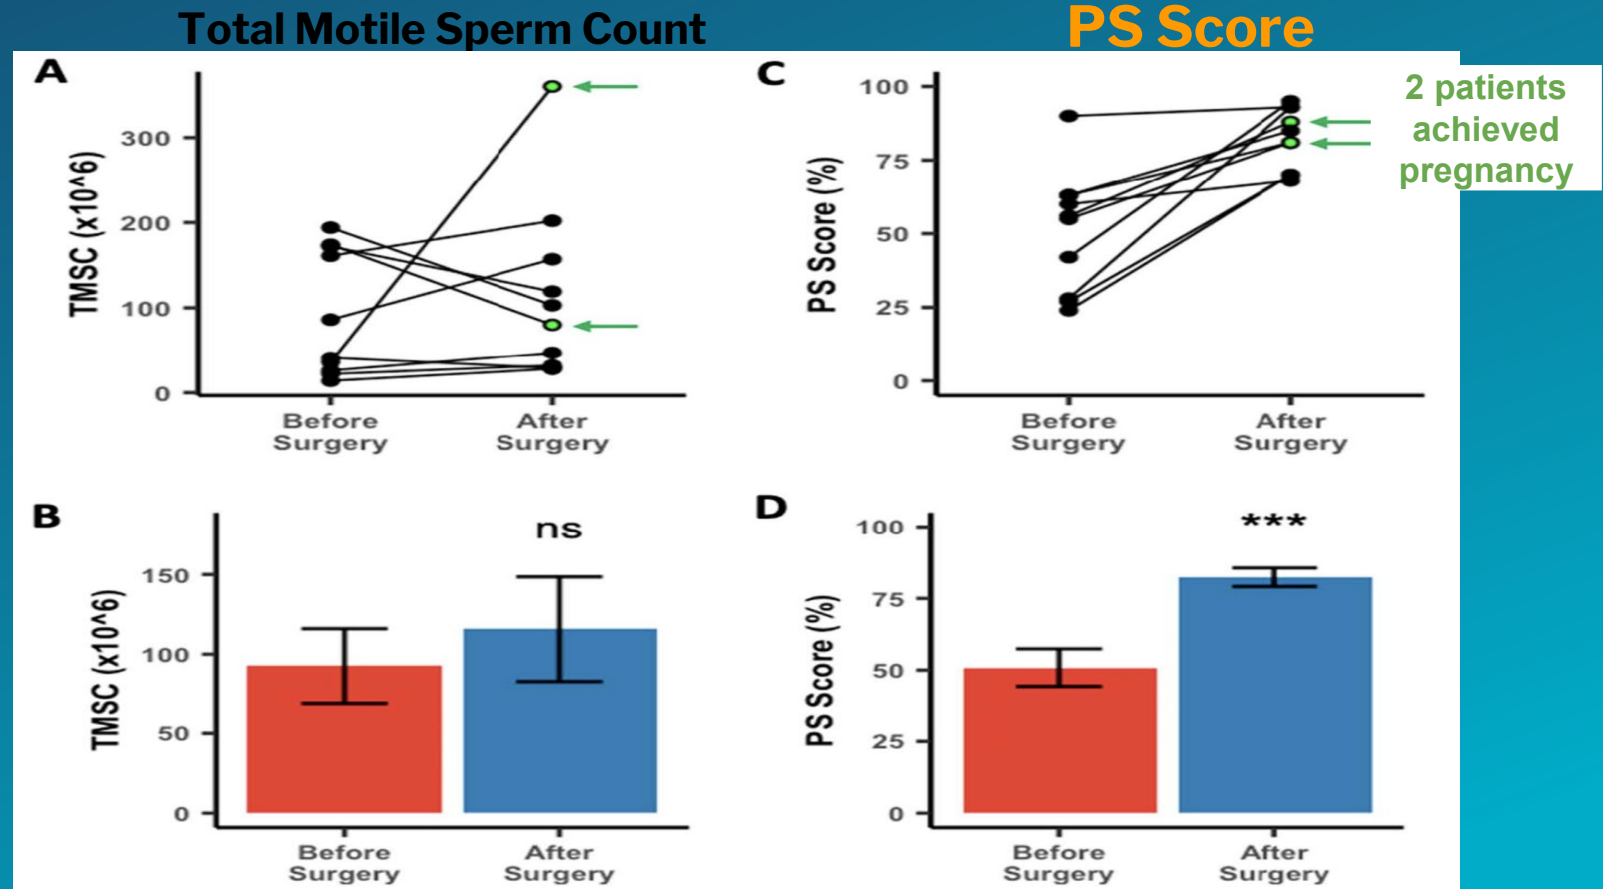 Total Motile Sperm Count
PS Score
A
TMSC (x10^6)
300
200
100
0
Before
Surgery
After
Surgery
C
PS Score (%)
100
75
50
25
0
Before
Surgery
After
Surgery
2 patients
achieved
pregnancy
B
TMSC (x10^6)
150
100
50
0
ns
Before
Surgery
After
Surgery
D
PS Score (%)
100
75
50
25
0
***
Before
Surgery
After
Surgery